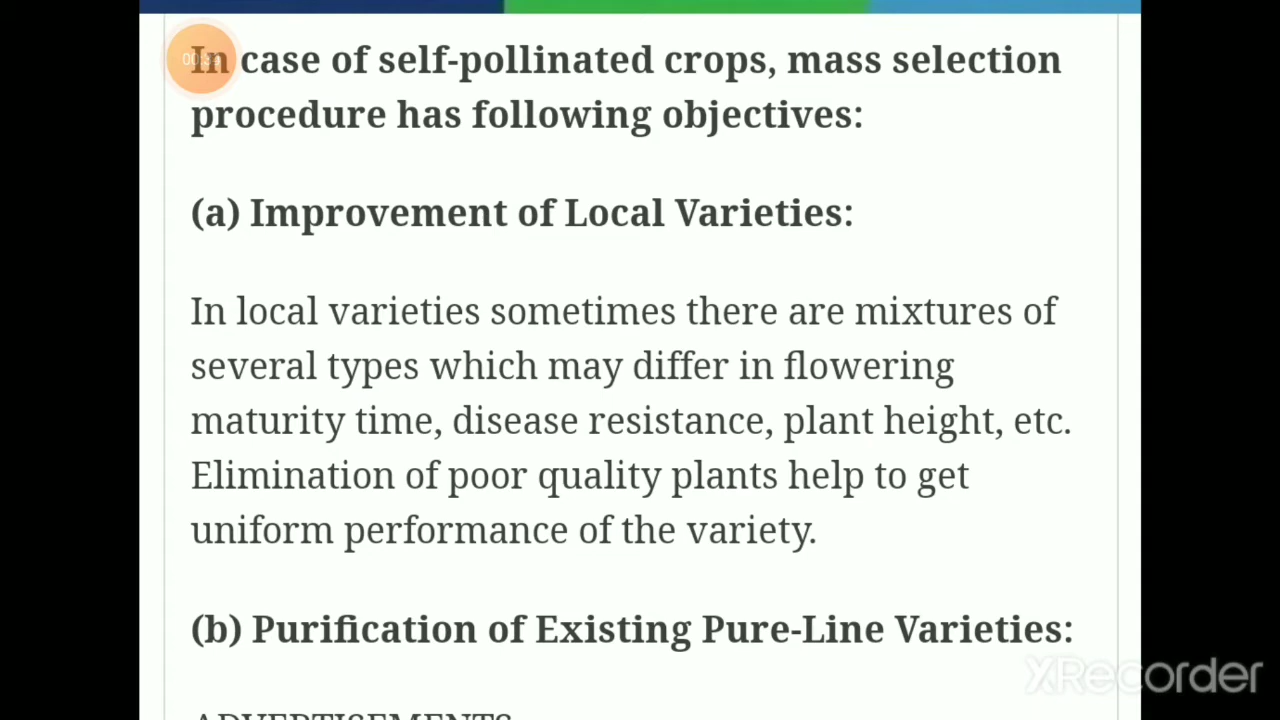 In case of self-pollinated crops, mass selection
procedure has following objectives:
(a) Improvement of Local Varieties:
In local varieties sometimes there are mixtures of
several types which may differ in flowering
maturity time, disease resistance, plant height, etc.
Elimination of poor quality plants help to get
uniform performance of the variety.
(b) Purification of Existing Pure-Line Varieties:
XRecorder
ADVERTISEMENTS